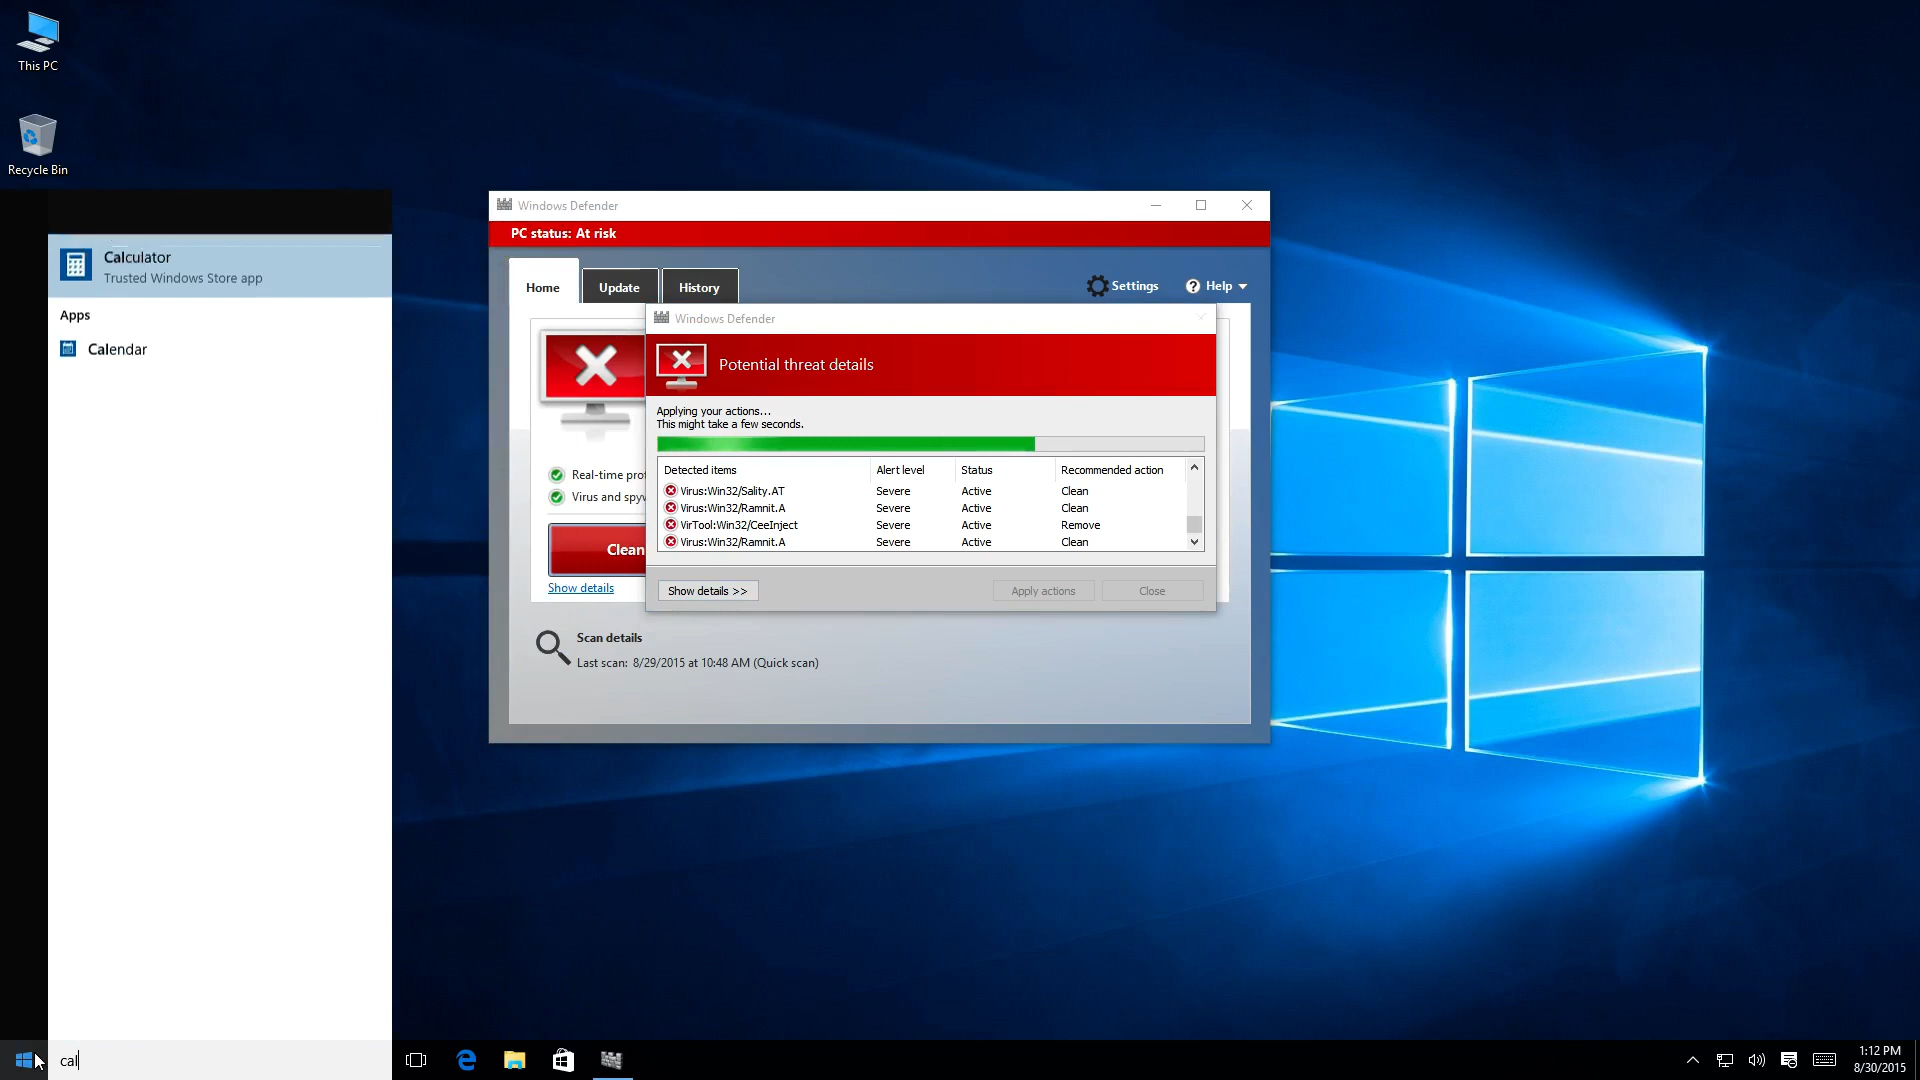 This PC
Recycle Bin
Calculator
Trusted Windows Store app
Apps
Calendar
cal
Windows Defender
PC status: At risk
Home
Update
History
Settings
Help
Real-time pro
Virus and spy
Clean
Show details
Windows Defender
Potential threat details
Applying your actions...
This might take a few seconds.
Detected items Alert level Status Recommended action
Virus:Win32/Sality.AT Severe Active Clean
Virus:Win32/Ramnit.A Severe Active Clean
VirTool:Win32/CeeInject Severe Active Remove
Virus:Win32/Ramnit.A Severe Active Clean
Show details >>
Apply actions
Close
Scan details
Last scan: 8/29/2015 at 10:48 AM (Quick scan)
1:12 PM
8/30/2015